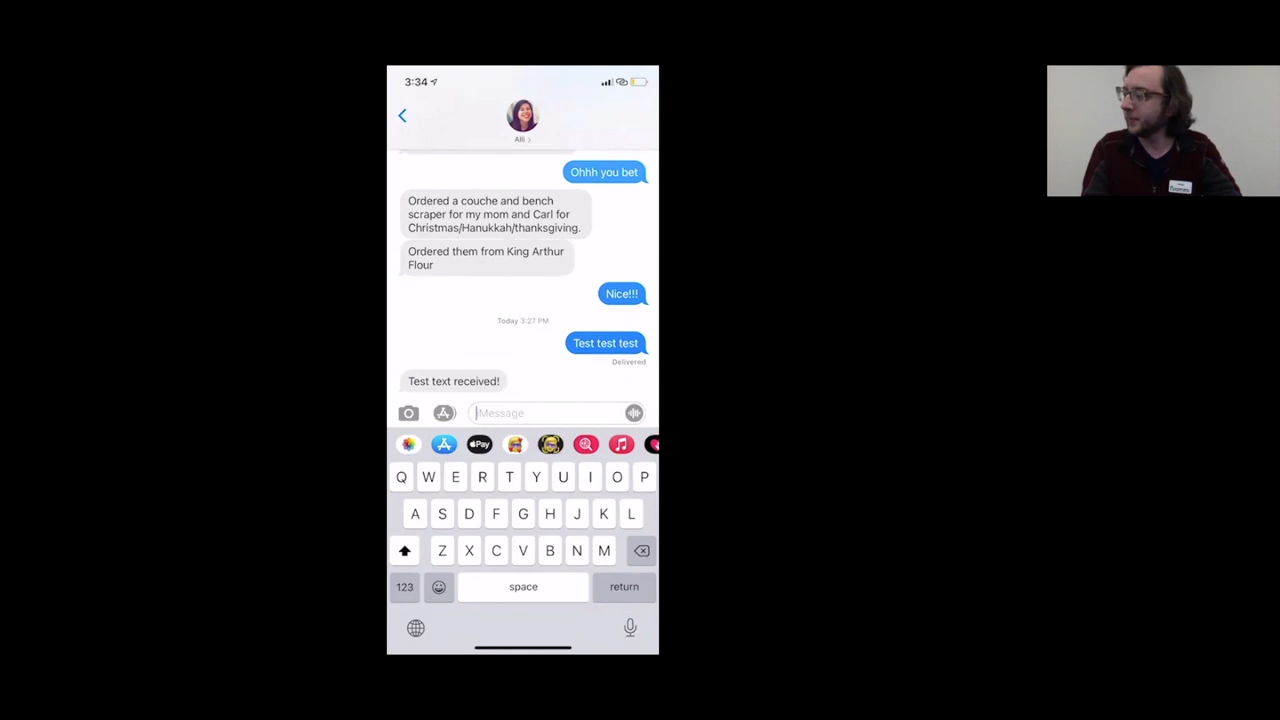 3:34
Alli
Ohhh you bet
Ordered a couche and bench
scraper for my mom and Carl for
Christmas/Hanukkah/thanksgiving.
Ordered them from King Arthur
Flour
Nice!!!
Today 3:27 PM
Test test test
Delivered
Test text received!
Message
Pay
Q W E R T Y U I O P
A S D F G H J K L
Z X C V B N M
123 space return